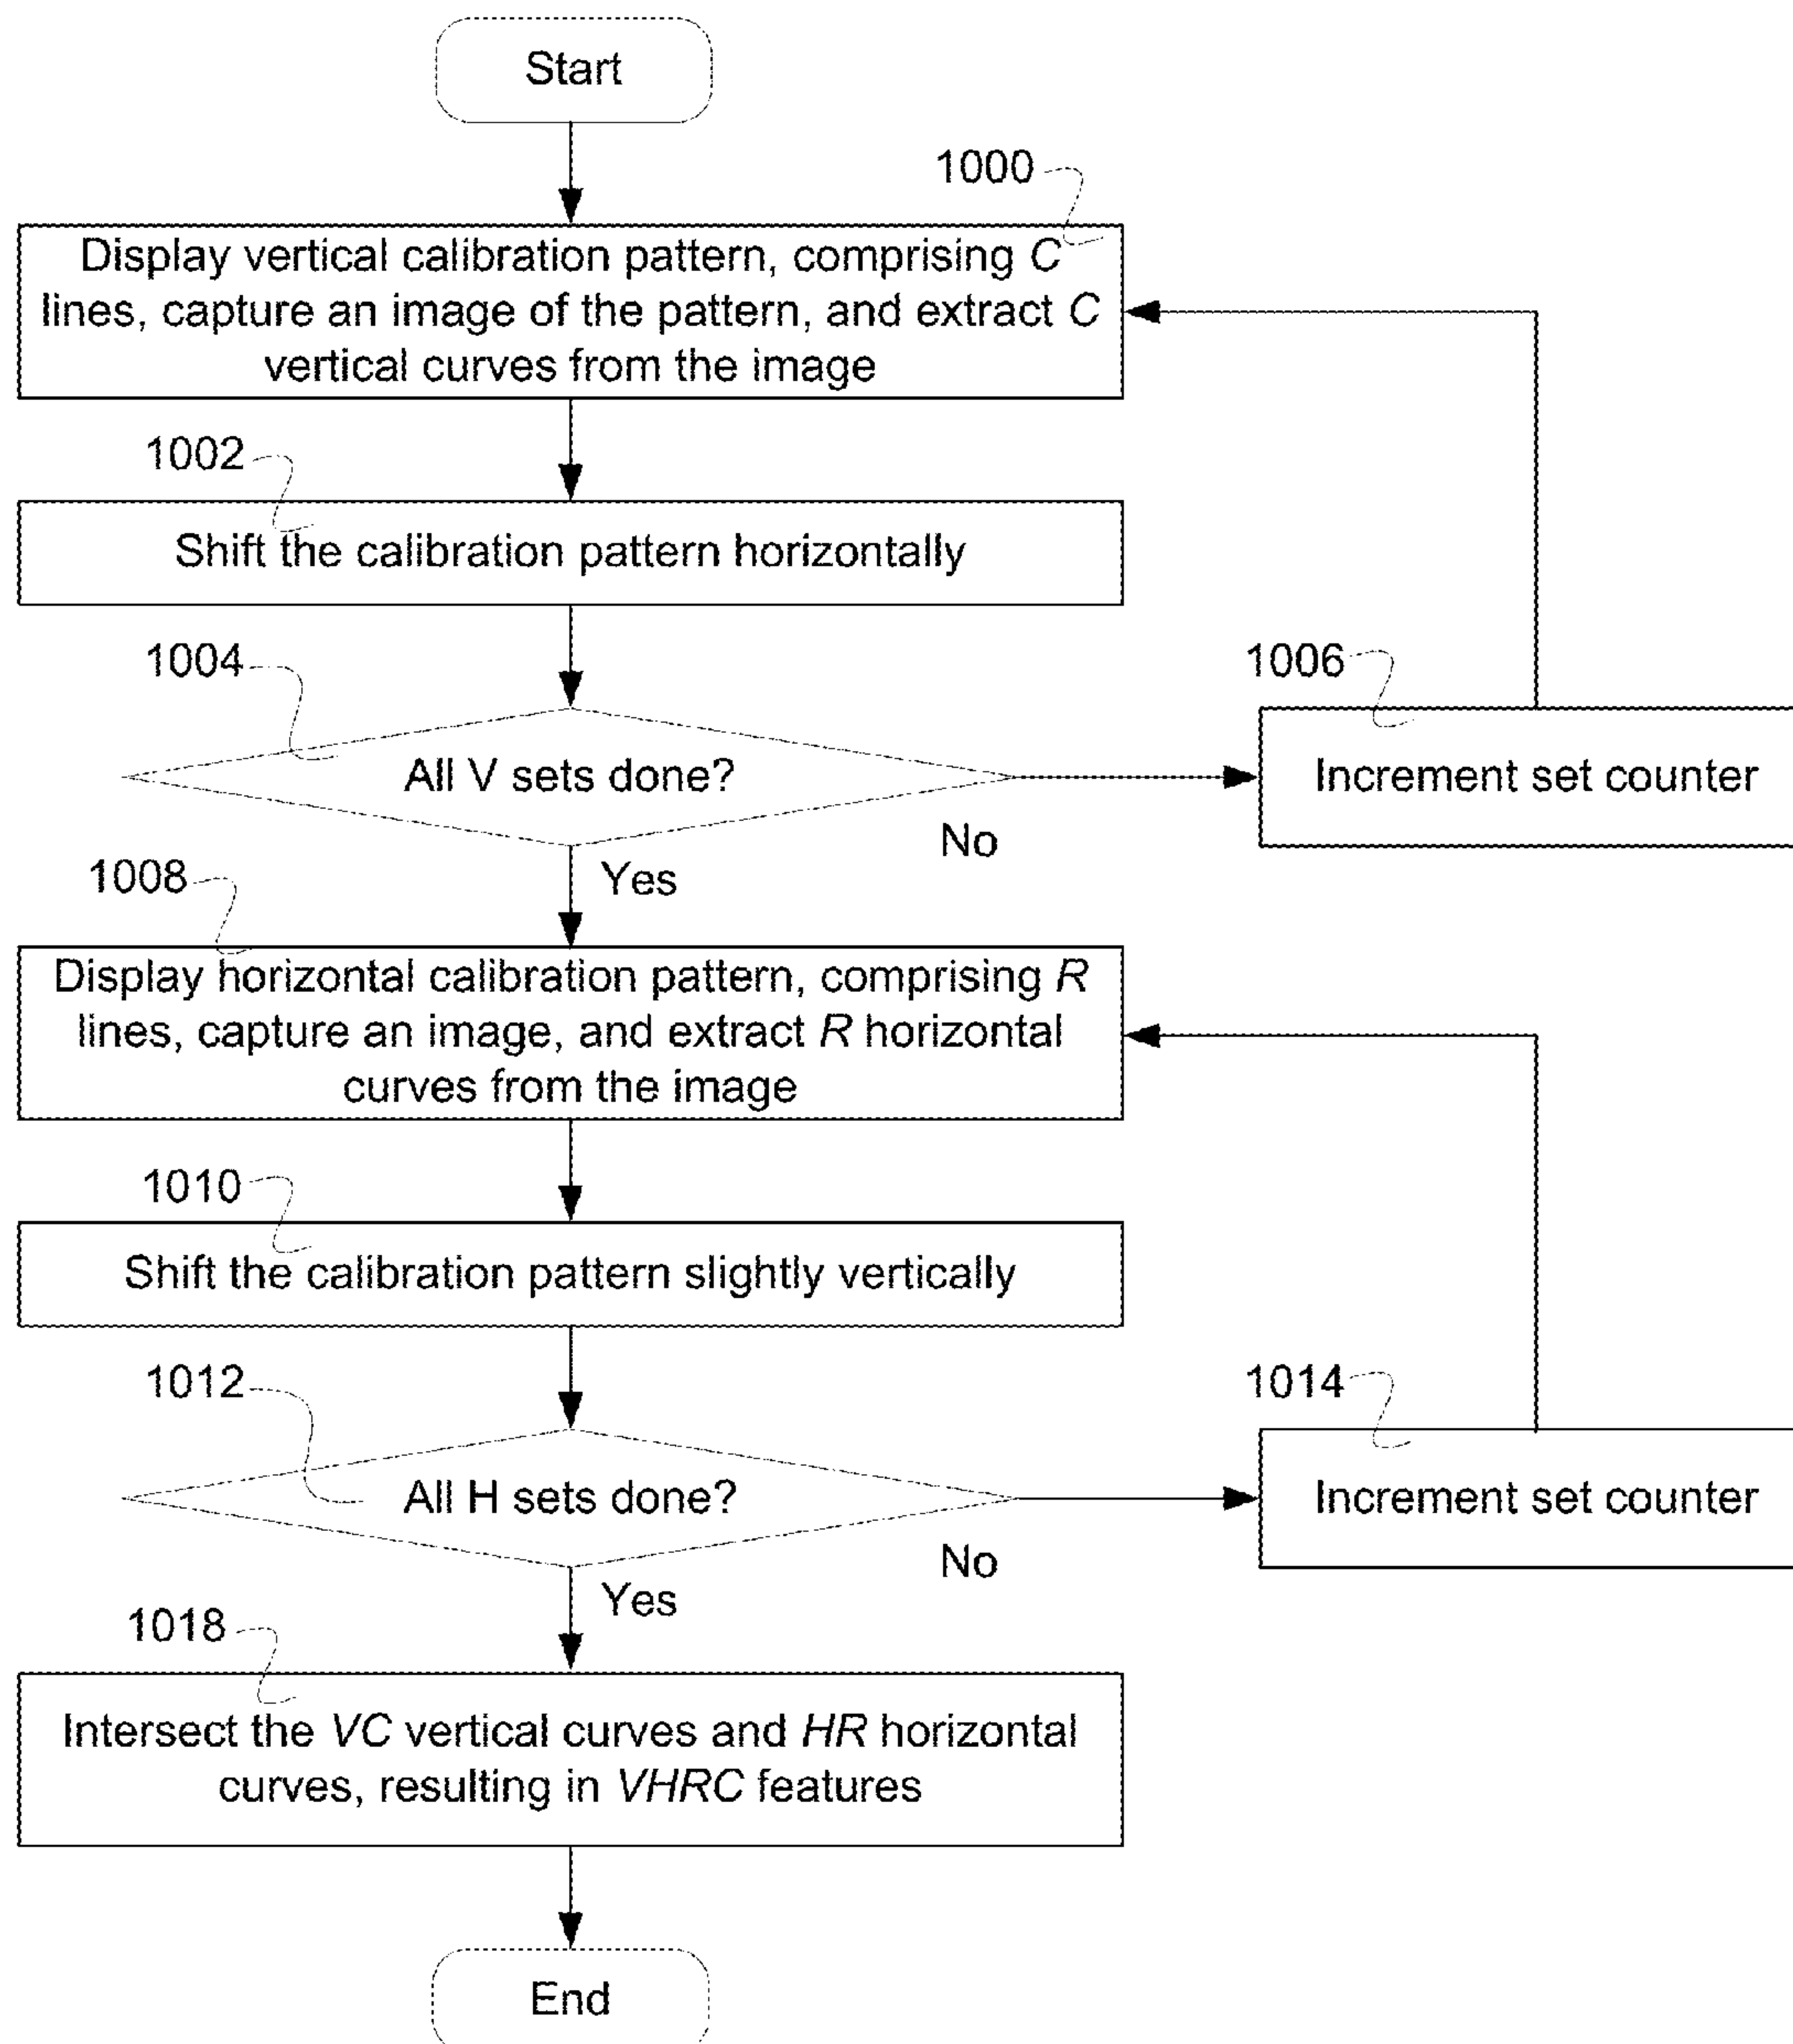 Start
1000
Display vertical calibration pattern, comprising C
lines, capture an image of the pattern, and extract C
vertical curves from the image
1002
Shift the calibration pattern horizontally
1004
All V sets done?
No
1006
Increment set counter
Yes
1008
Display horizontal calibration pattern, comprising R
lines, capture an image, and extract R horizontal
curves from the image
1010
Shift the calibration pattern slightly vertically
1012
All H sets done?
No
1014
Increment set counter
Yes
1018
Intersect the VC vertical curves and HR horizontal
curves, resulting in VHRC features
End